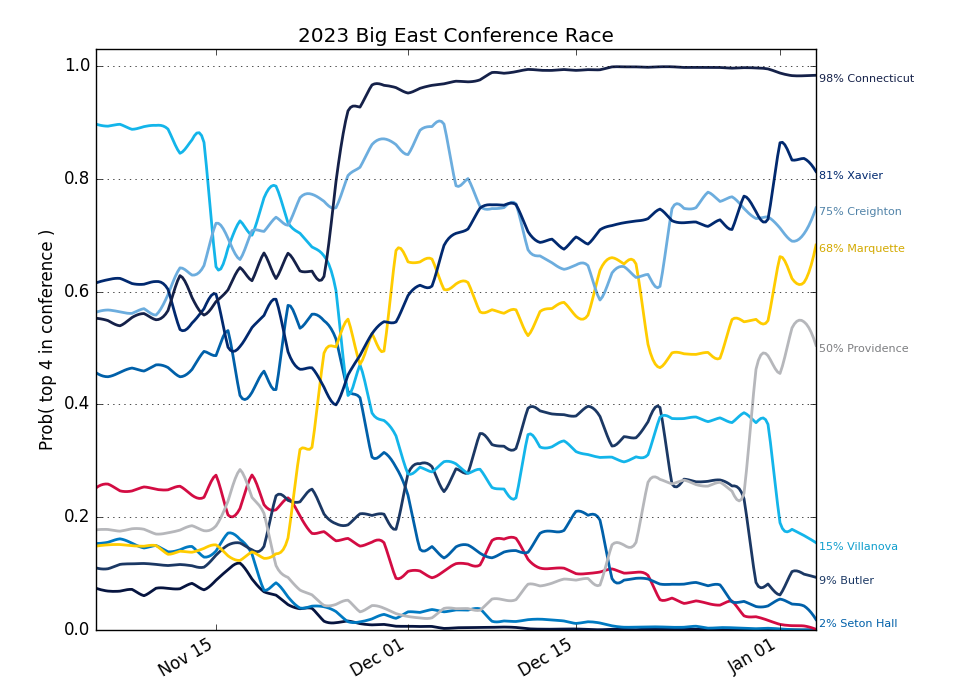 2023 Big East Conference Race
Prob( top 4 in conference )
1.0
0.8
0.6
0.4
0.2
0.0
Nov 15
Dec 01
Dec 15
Jan 01
98% Connecticut
81% Xavier
75% Creighton
68% Marquette
50% Providence
15% Villanova
9% Butler
2% Seton Hall